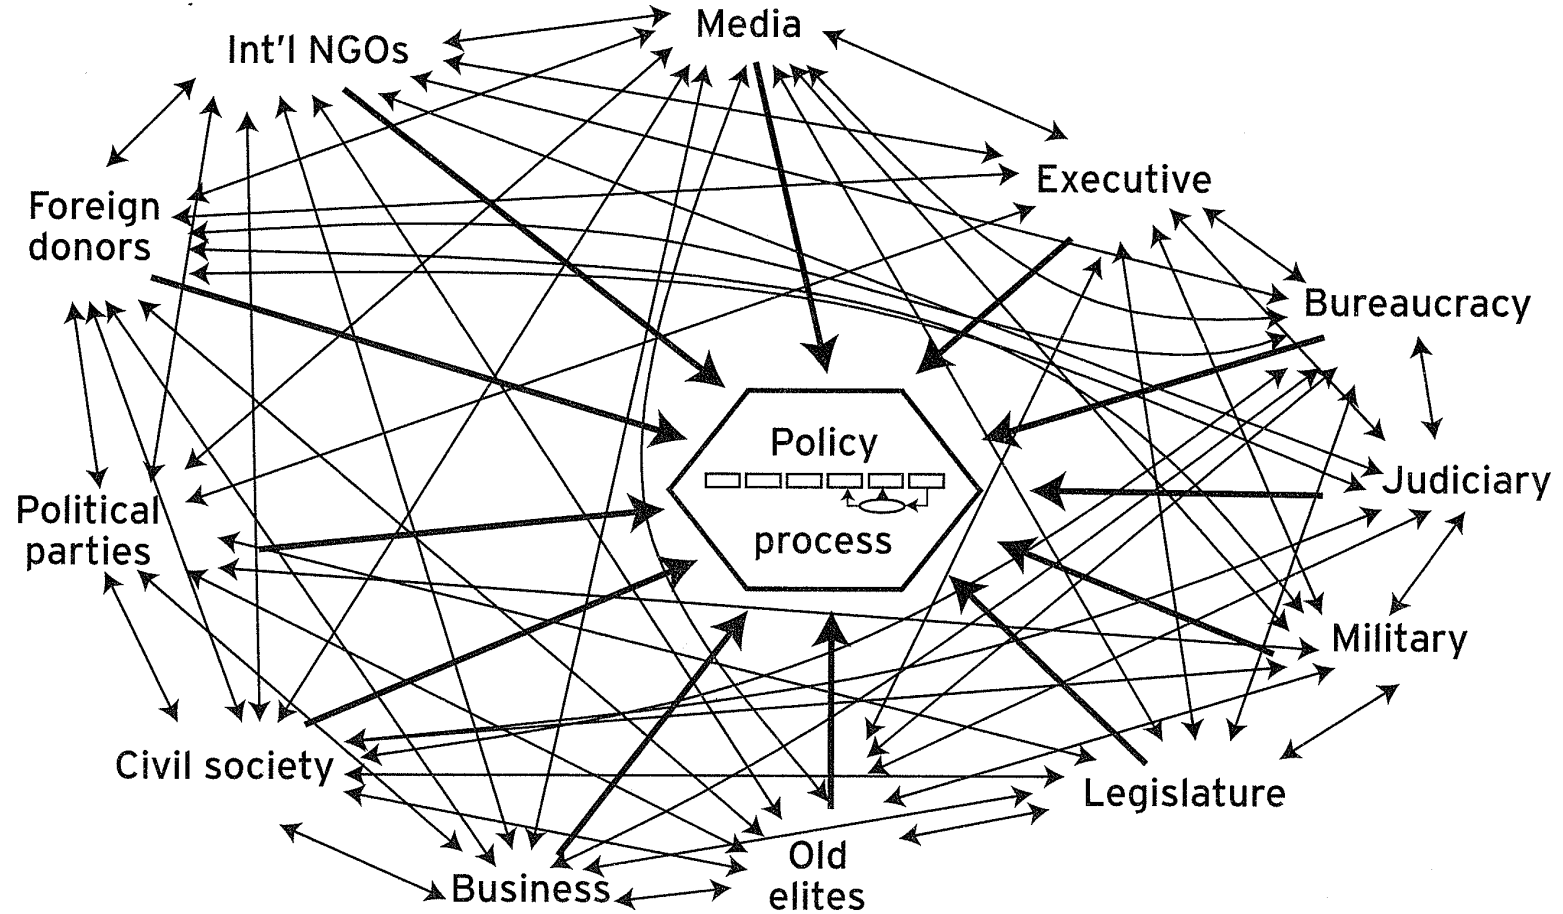 Media
Int'l NGOs
Executive
Foreign
donors
Bureaucracy
Policy
process
Judiciary
Political
parties
Military
Civil society
Legislature
Old
elites
Business